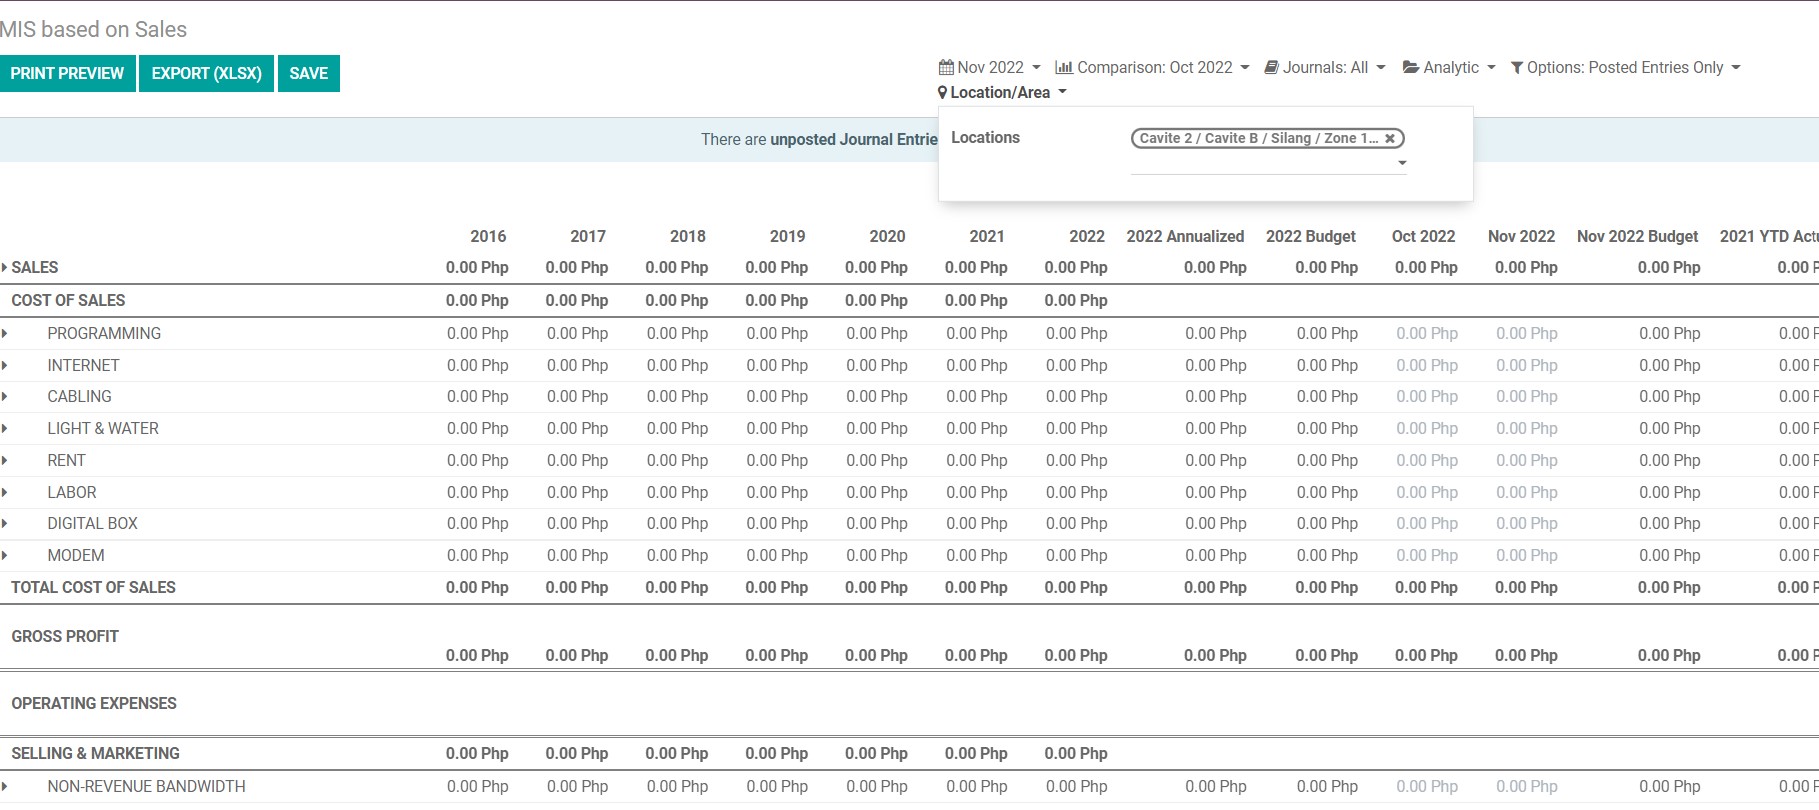 MIS based on Sales
PRINT PREVIEW EXPORT (XLSX) SAVE
Nov 2022 Comparison: Oct 2022 Journals: All Analytic Options: Posted Entries Only
Location/Area
There are unposted Journal Entrie
Locations Cavite 2 / Cavite B / Silang / Zone 1...
2016 2017 2018 2019 2020 2021 2022 2022 Annualized 2022 Budget Oct 2022 Nov 2022 Nov 2022 Budget 2021 YTD Actu
SALES 0.00 Php 0.00 Php 0.00 Php 0.00 Php 0.00 Php 0.00 Php 0.00 Php 0.00 Php 0.00 Php 0.00 Php 0.00 Php 0.00 Php 0.00 P
COST OF SALES 0.00 Php 0.00 Php 0.00 Php 0.00 Php 0.00 Php 0.00 Php 0.00 Php
PROGRAMMING 0.00 Php 0.00 Php 0.00 Php 0.00 Php 0.00 Php 0.00 Php 0.00 Php 0.00 Php 0.00 Php 0.00 Php 0.00 Php 0.00 Php 0.00 P
INTERNET 0.00 Php 0.00 Php 0.00 Php 0.00 Php 0.00 Php 0.00 Php 0.00 Php 0.00 Php 0.00 Php 0.00 Php 0.00 Php 0.00 Php 0.00 P
CABLING 0.00 Php 0.00 Php 0.00 Php 0.00 Php 0.00 Php 0.00 Php 0.00 Php 0.00 Php 0.00 Php 0.00 Php 0.00 Php 0.00 Php 0.00 P
LIGHT & WATER 0.00 Php 0.00 Php 0.00 Php 0.00 Php 0.00 Php 0.00 Php 0.00 Php 0.00 Php 0.00 Php 0.00 Php 0.00 Php 0.00 Php 0.00 P
RENT 0.00 Php 0.00 Php 0.00 Php 0.00 Php 0.00 Php 0.00 Php 0.00 Php 0.00 Php 0.00 Php 0.00 Php 0.00 Php 0.00 Php 0.00 P
LABOR 0.00 Php 0.00 Php 0.00 Php 0.00 Php 0.00 Php 0.00 Php 0.00 Php 0.00 Php 0.00 Php 0.00 Php 0.00 Php 0.00 Php 0.00 P
DIGITAL BOX 0.00 Php 0.00 Php 0.00 Php 0.00 Php 0.00 Php 0.00 Php 0.00 Php 0.00 Php 0.00 Php 0.00 Php 0.00 Php 0.00 Php 0.00 P
MODEM 0.00 Php 0.00 Php 0.00 Php 0.00 Php 0.00 Php 0.00 Php 0.00 Php 0.00 Php 0.00 Php 0.00 Php 0.00 Php 0.00 Php 0.00 P
TOTAL COST OF SALES 0.00 Php 0.00 Php 0.00 Php 0.00 Php 0.00 Php 0.00 Php 0.00 Php 0.00 Php 0.00 Php 0.00 Php 0.00 Php 0.00 Php 0.00 P
GROSS PROFIT
0.00 Php 0.00 Php 0.00 Php 0.00 Php 0.00 Php 0.00 Php 0.00 Php 0.00 Php 0.00 Php 0.00 Php 0.00 Php 0.00 Php 0.00 P
OPERATING EXPENSES
SELLING & MARKETING 0.00 Php 0.00 Php 0.00 Php 0.00 Php 0.00 Php 0.00 Php 0.00 Php
NON-REVENUE BANDWIDTH 0.00 Php 0.00 Php 0.00 Php 0.00 Php 0.00 Php 0.00 Php 0.00 Php 0.00 Php 0.00 Php 0.00 Php 0.00 Php 0.00 Php 0.00 P